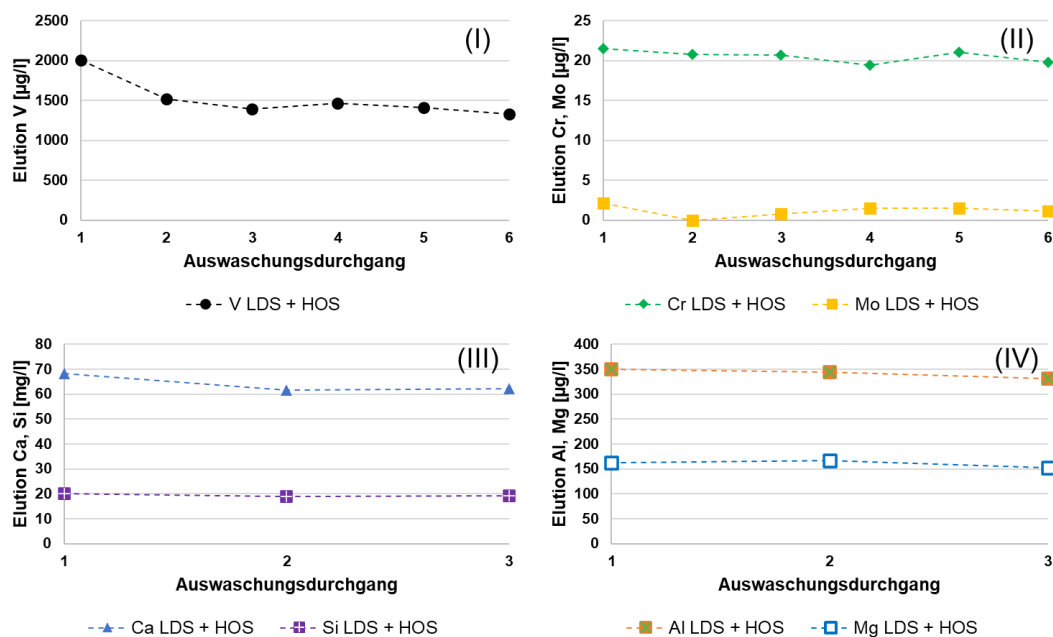 (I)
Elution V [µg/l]
2500
2000
1500
1000
500
0
1 2 3 4 5 6
Auswaschungsdurchgang
V LDS + HOS
(II)
Elution Cr, Mo [µg/l]
25
20
15
10
5
0
1 2 3 4 5 6
Auswaschungsdurchgang
Cr LDS + HOS Mo LDS + HOS
(III)
Elution Ca, Si [mg/l]
80
70
60
50
40
30
20
10
0
1 2 3
Auswaschungsdurchgang
Ca LDS + HOS Si LDS + HOS
(IV)
Elution Al, Mg [µg/l]
400
350
300
250
200
150
100
50
0
1 2 3
Auswaschungsdurchgang
Al LDS + HOS Mg LDS + HOS